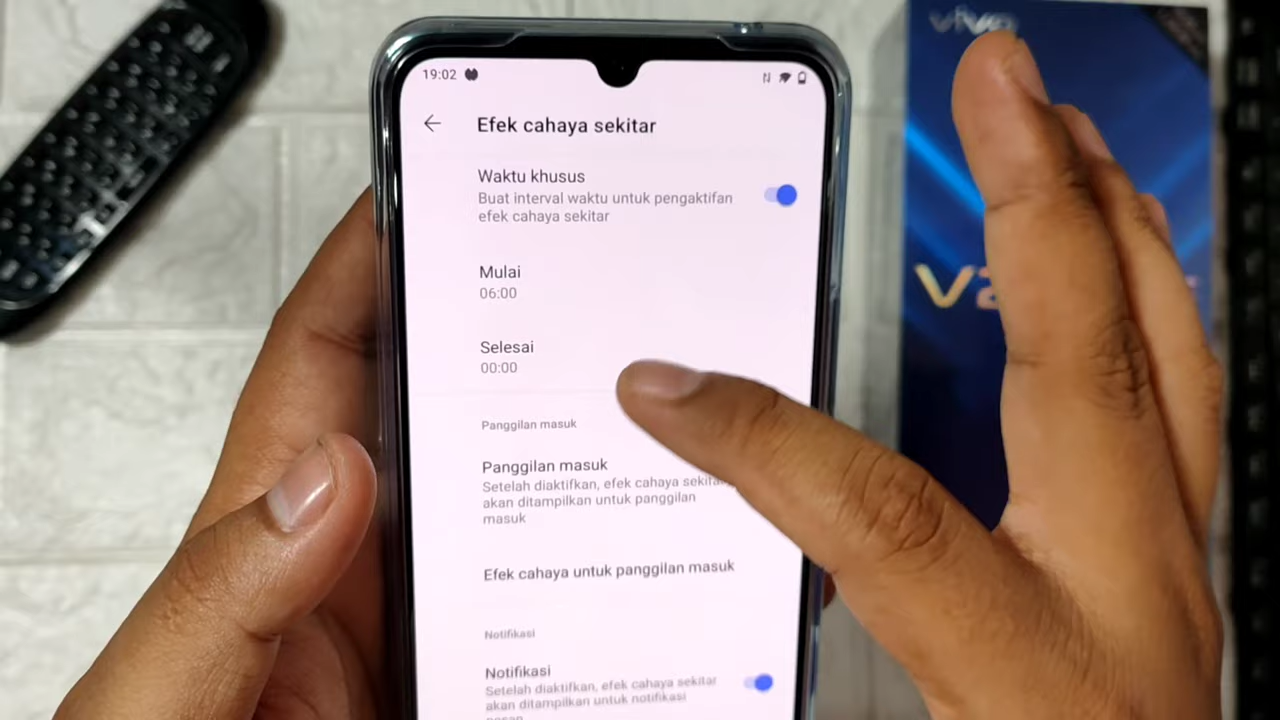 vivo
19:02
Efek cahaya sekitar
Waktu khusus
Buat interval waktu untuk pengaktifan
efek cahaya sekitar
Mulai
06:00
Selesai
00:00
Panggilan masuk
Panggilan masuk
Setelah diaktifkan, efek cahaya sekitar
akan ditampilkan untuk panggilan
masuk
Efek cahaya untuk panggilan masuk
Notifikasi
Notifikasi
Setelah diaktifkan, efek cahaya sekitar
akan ditampilkan untuk notifikasi
pesan
V2